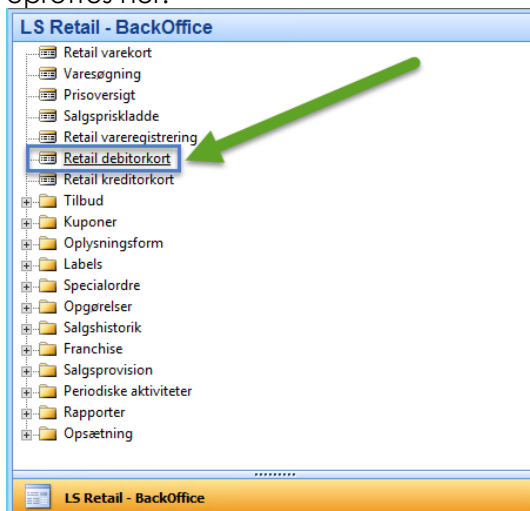 oprettes her:
LS Retail - BackOffice
Retail varekort
Varesøgning
Prisoversigt
Salgspriskladde
Retail vareregistrering
Retail debitorkort
Retail kreditorkort
Tilbud
Kuponer
Oplysningsform
Labels
Specialordre
Opgørelser
Salgshistorik
Franchise
Salgsprovision
Periodiske aktiviteter
Rapporter
Opsætning
LS Retail - BackOffice